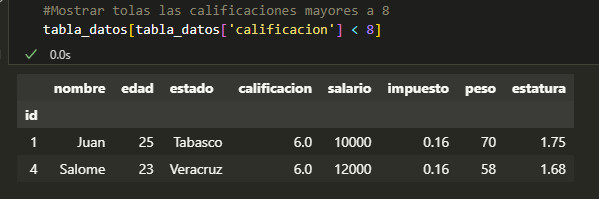 #Mostrar tolas las calificaciones mayores a 8
tabla_datos[tabla_datos['calificacion'] < 8]
0.0s
nombre edad estado calificacion salario impuesto peso estatura
id
1 Juan 25 Tabasco 6.0 10000 0.16 70 1.75
4 Salome 23 Veracruz 6.0 12000 0.16 58 1.68